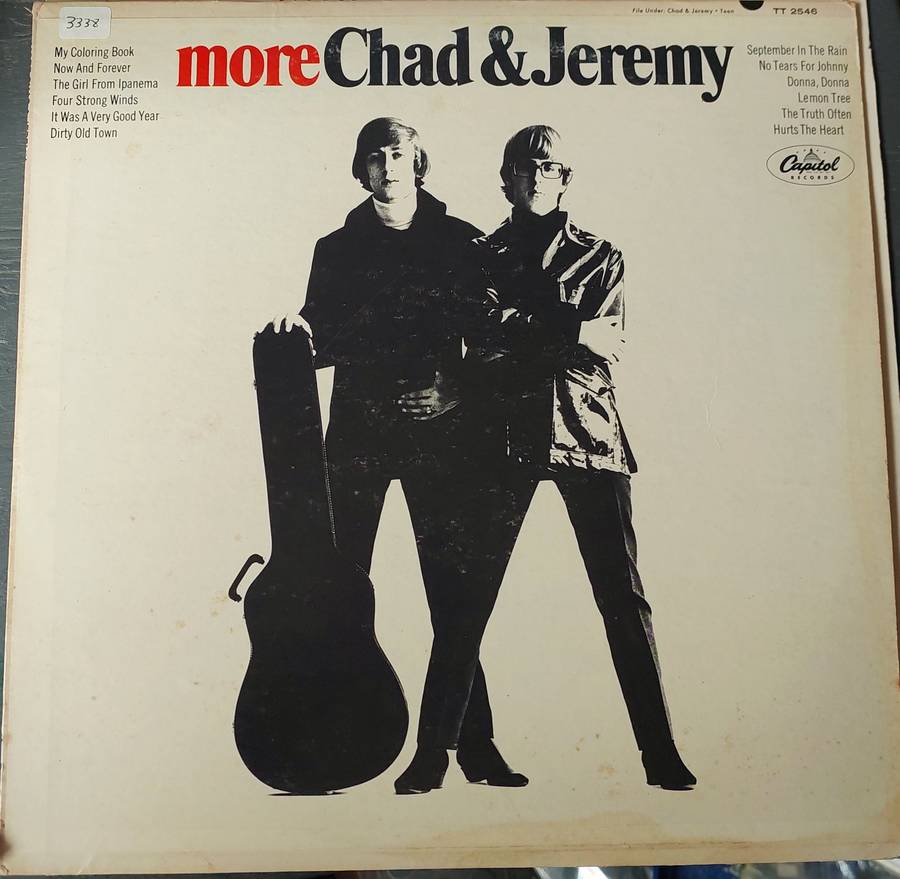 3338
File Under: Chad & Jeremy • Teen
TT 2546
more Chad & Jeremy
My Coloring Book
Now And Forever
The Girl From Ipanema
Four Strong Winds
It Was A Very Good Year
Dirty Old Town
September In The Rain
No Tears For Johnny
Donna, Donna
Lemon Tree
The Truth Often
Hurts The Heart
Capitol
RECORDS